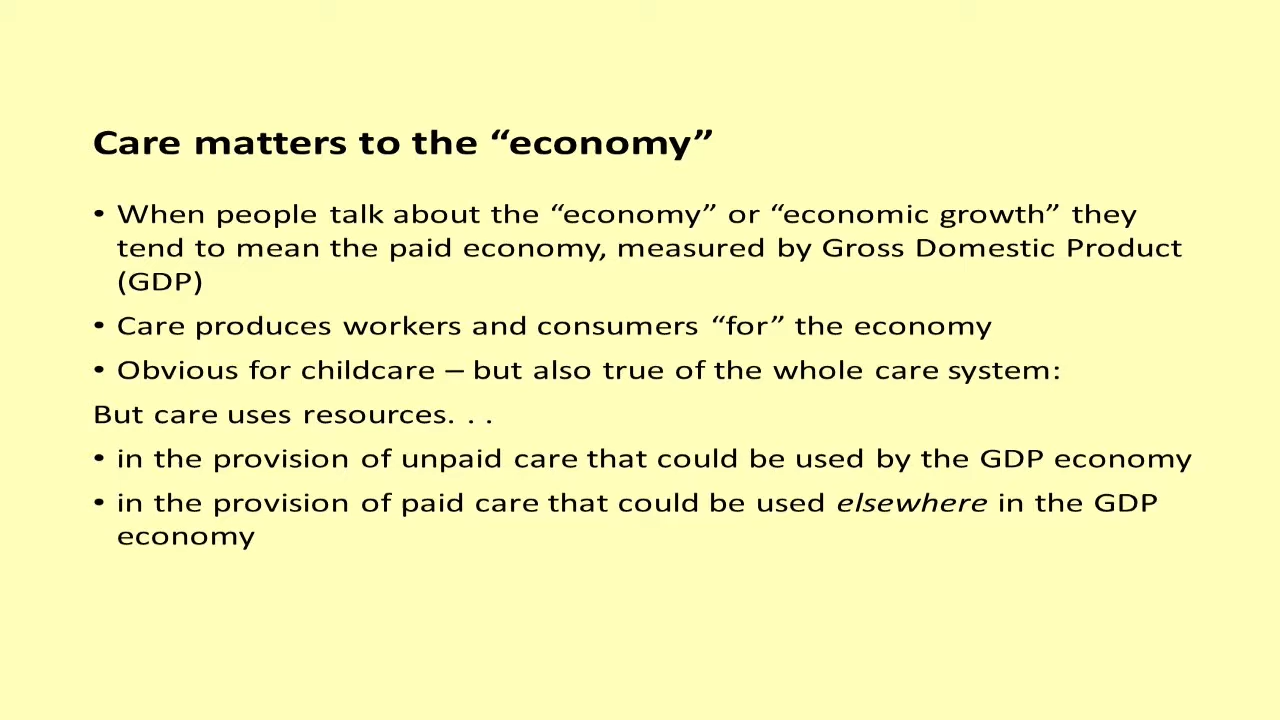 Care matters to the “economy”
• When people talk about the “economy” or “economic growth” they
tend to mean the paid economy, measured by Gross Domestic Product
(GDP)
• Care produces workers and consumers “for” the economy
• Obvious for childcare – but also true of the whole care system:
But care uses resources. . .
• in the provision of unpaid care that could be used by the GDP economy
• in the provision of paid care that could be used elsewhere in the GDP
economy